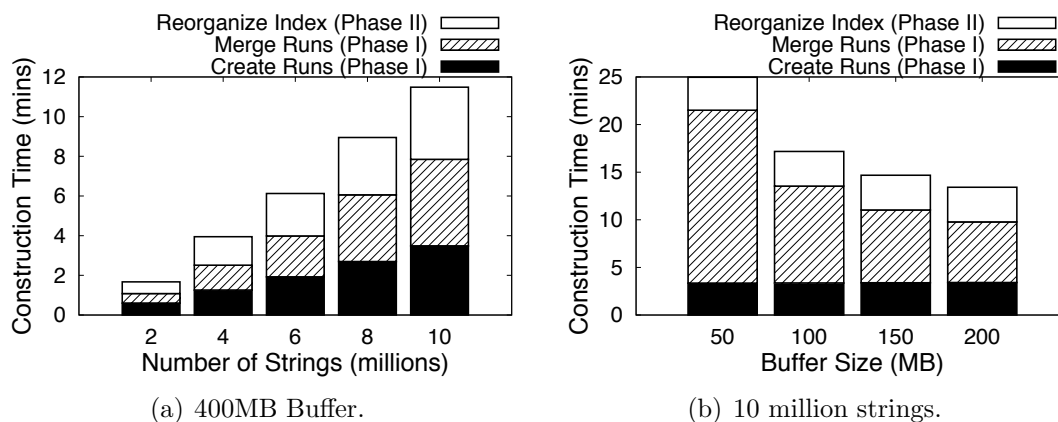 Reorganize Index (Phase II)
Merge Runs (Phase I)
Create Runs (Phase I)
12
10
8
6
4
2
0
Construction Time (mins)
2 4 6 8 10
Number of Strings (millions)
(a) 400MB Buffer.
Reorganize Index (Phase II)
Merge Runs (Phase I)
Create Runs (Phase I)
25
20
15
10
5
0
Construction Time (mins)
50 100 150 200
Buffer Size (MB)
(b) 10 million strings.